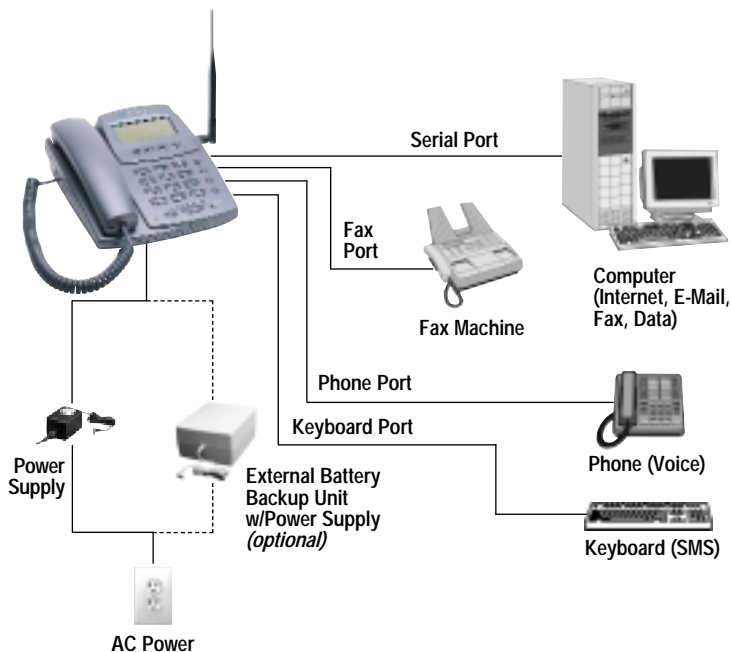 Serial Port
Fax
Port
Computer
(Internet, E-Mail,
Fax, Data)
Fax Machine
Phone Port
Keyboard Port
Phone (Voice)
Power
Supply
External Battery
Backup Unit
w/Power Supply
(optional)
Keyboard (SMS)
AC Power